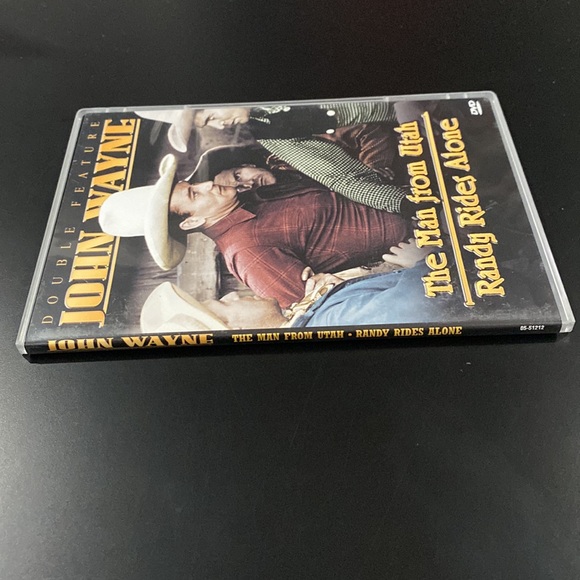 DOUBLE FEATURE
JOHN WAYNE
DVD
The Man from Utah
Randy Rides Alone
JOHN WAYNE THE MAN FROM UTAH • RANDY RIDES ALONE 05-51212